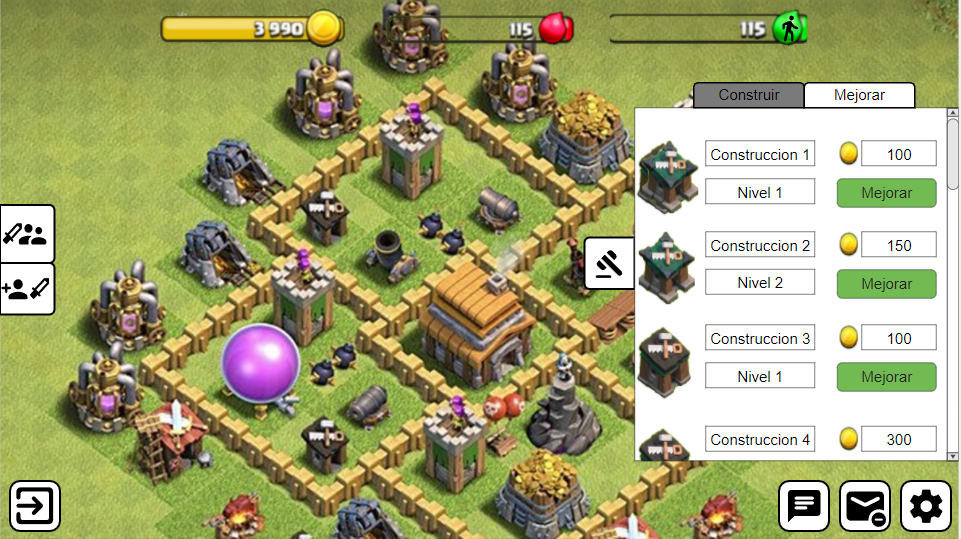 3 990
115
115
Construir
Mejorar
Construccion 1
100
Nivel 1
Mejorar
Construccion 2
150
Nivel 2
Mejorar
Construccion 3
100
Nivel 1
Mejorar
Construccion 4
300